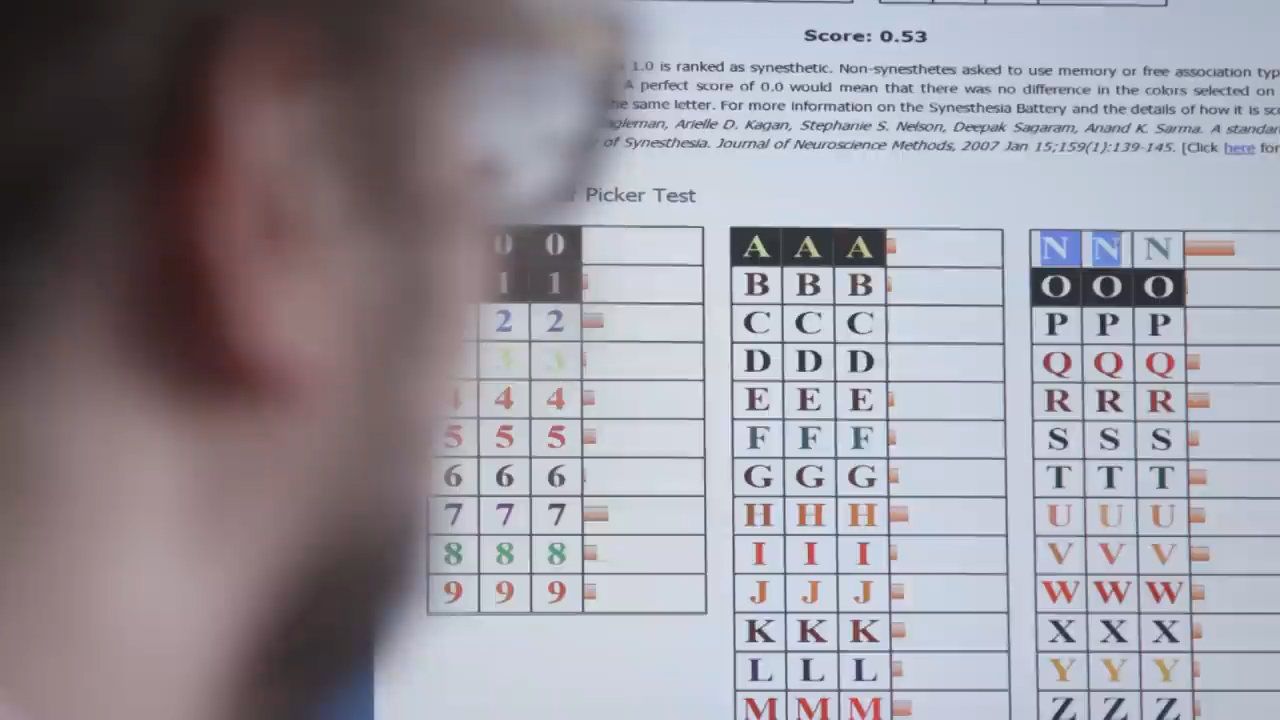 Score: 0.53
1.0 is ranked as synesthetic. Non-synesthetes asked to use memory or free association
A perfect score of 0.0 would mean that there was no difference in the colors selected on
same letter. For more information on the Synesthesia Battery and the details of how it is
Arielle D. Kagan, Stephanie S. Nelson, Deepak Sagaram, Anand K. Sarma. A
of Synesthesia. Journal of Neuroscience Methods, 2007 Jan 15;159(1):139-145. [Click here for
Picker Test
0 0
1 1
2 2
3 3
4 4 4
5 5 5
6 6 6
7 7 7
8 8 8
9 9 9
A A A
B B B
C C C
D D D
E E E
F F F
G G G
H H H
I I I
J J J
K K K
L L L
M M M
N N N
O O O
P P P
Q Q Q
R R R
S S S
T T T
U U U
V V V
W W W
X X X
Y Y Y
Z Z Z